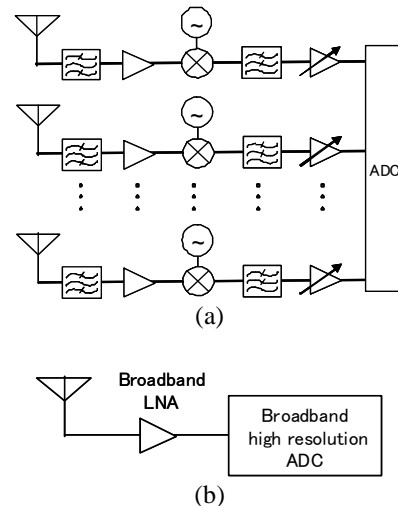 ~
~
ADC
~
(a)
Broadband
LNA
Broadband
high resolution
ADC
(b)